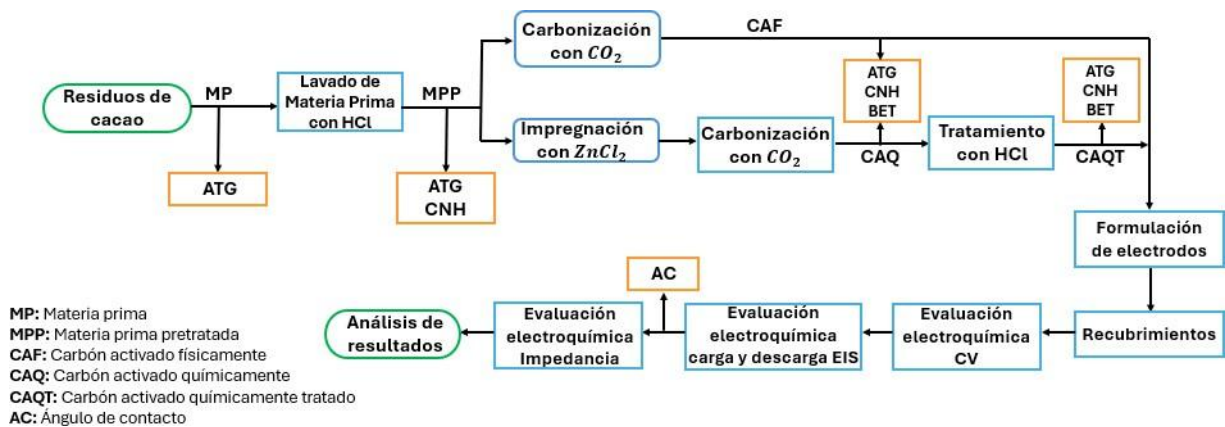 Carbonización
con CO₂
CAF
Residuos de
cacao
MP
Lavado de
Materia Prima
con HCl
MPP
ATG
CNH
BET
ATG
CNH
BET
Impregnación
con ZnCl₂
Carbonización
con CO₂
CAQ
Tratamiento
con HCl
CAQT
ATG
ATG
CNH
Formulación
de electrodos
AC
Análisis de
resultados
Evaluación
electroquímica
Impedancia
Evaluación
electroquímica
carga y descarga EIS
Evaluación
electroquímica
CV
Recubrimientos
MP: Materia prima
MPP: Materia prima pretratada
CAF: Carbón activado físicamente
CAQ: Carbón activado químicamente
CAQT: Carbón activado químicamente tratado
AC: Ángulo de contacto